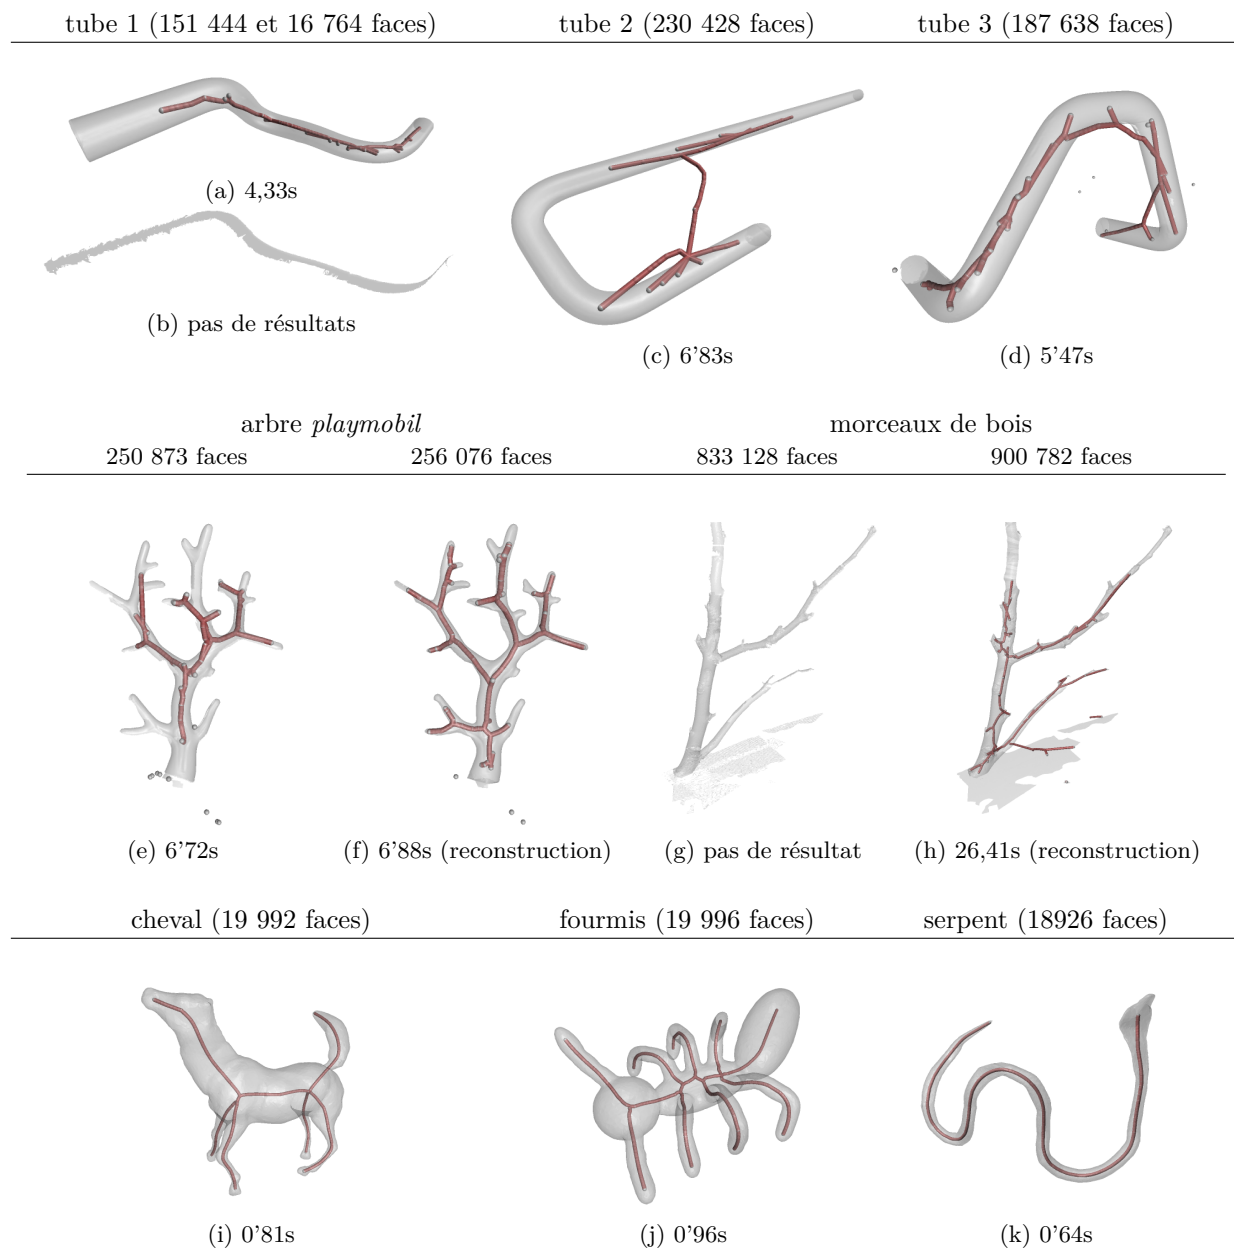 tube 1 (151 444 et 16 764 faces) tube 2 (230 428 faces) tube 3 (187 638 faces)
(a) 4,33s
(b) pas de résultats
(c) 6'83s
(d) 5'47s
arbre playmobil morceaux de bois
250 873 faces 256 076 faces 833 128 faces 900 782 faces
(e) 6'72s (f) 6'88s (reconstruction) (g) pas de résultat (h) 26,41s (reconstruction)
cheval (19 992 faces) fourmis (19 996 faces) serpent (18926 faces)
(i) 0'81s (j) 0'96s (k) 0'64s